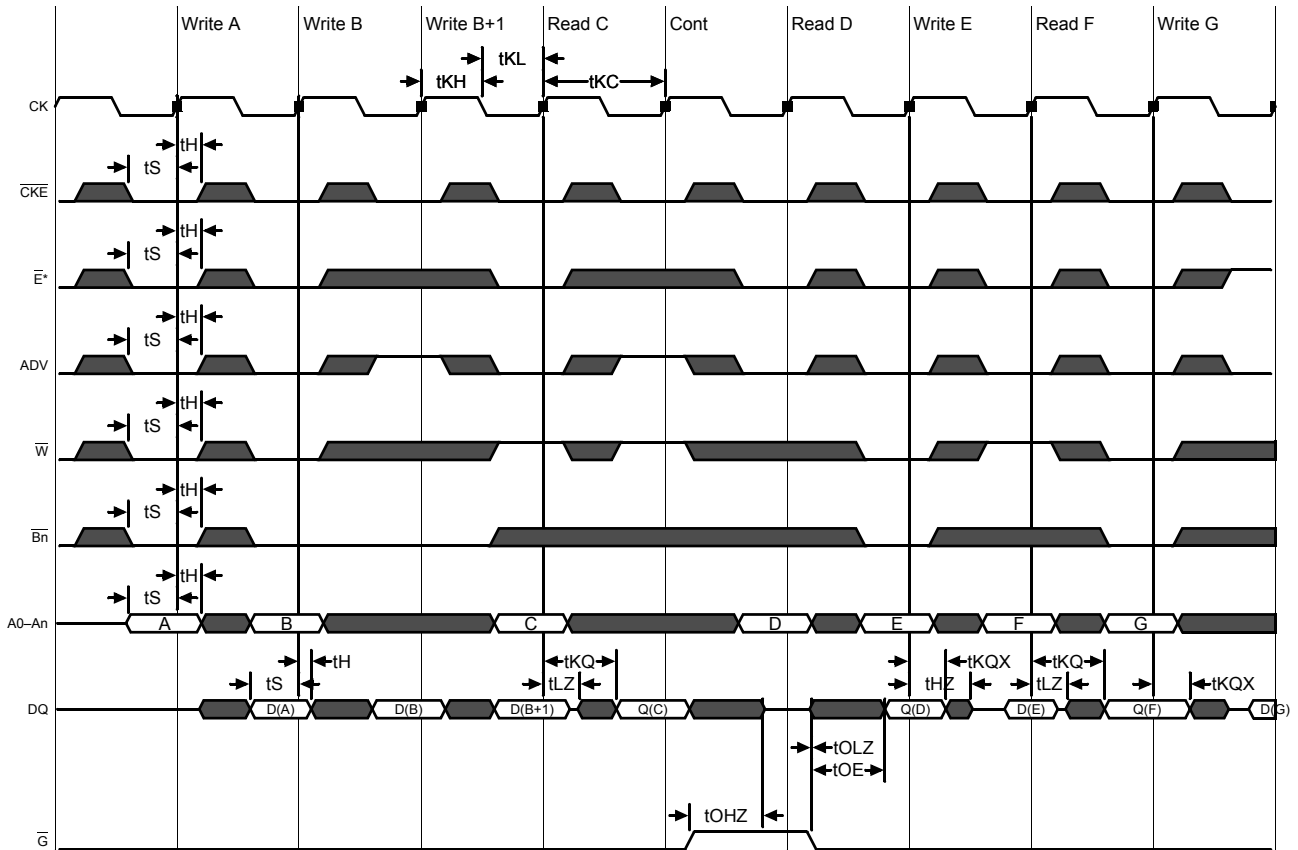 Write A Write B Write B+1 Read C Cont Read D Write E Read F Write G
tKL
tKH tKC
CK
tH
tS
CKE
tH
tS
E*
tH
tS
ADV
tH
tS
W
tH
tS
Bn
tH
tS
A0–An A B C D E F G
tH tKQ tKQX tKQ
tS tLZ tHZ tLZ tKQX
DQ D(A) D(B) D(B+1) Q(C) Q(D) D(E) Q(F) D(G)
tOLZ
tOE
tOHZ
G